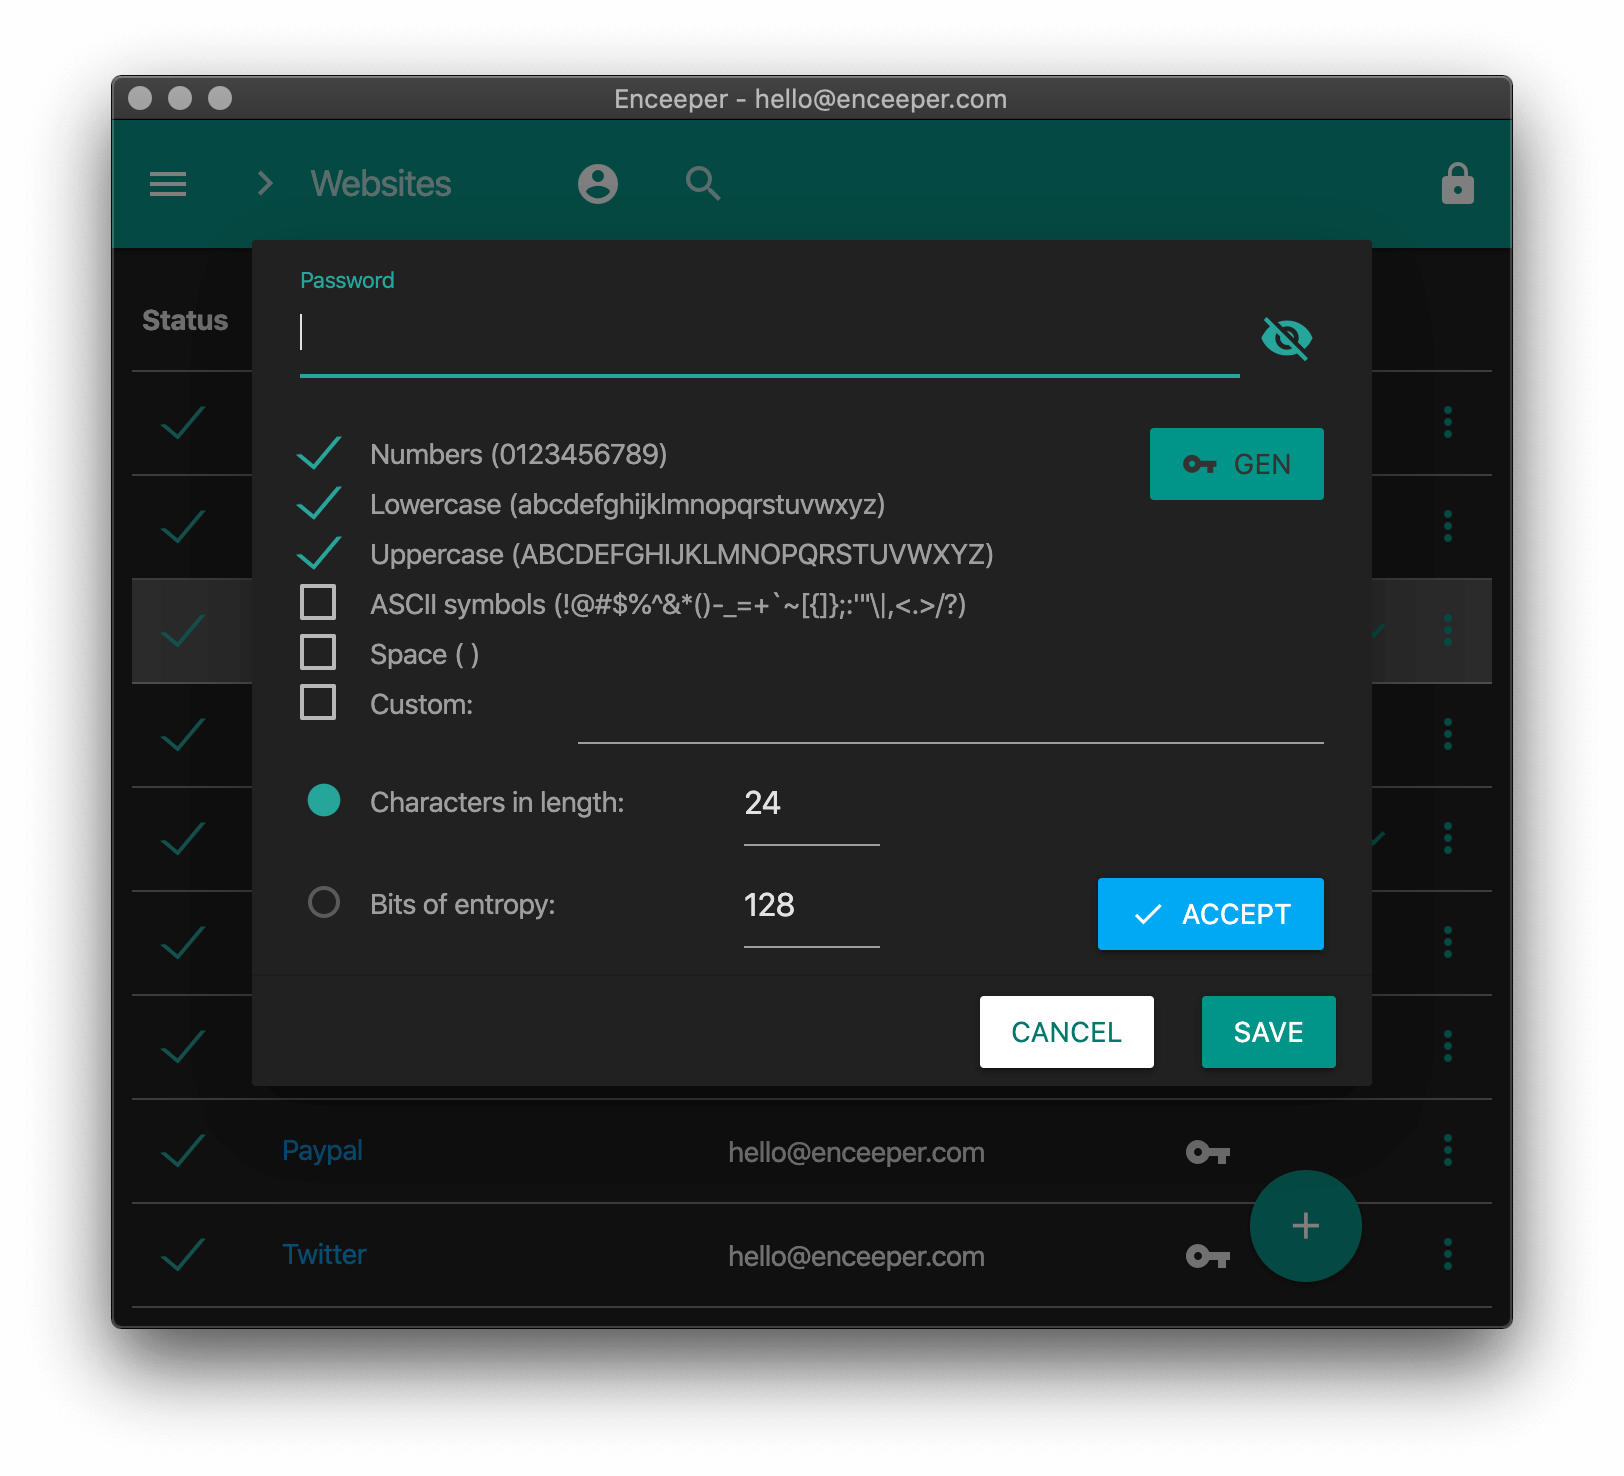 Enceeper - hello@enceeper.com
Websites
Status
Password
Numbers (0123456789)
GEN
Lowercase (abcdefghijklmnopqrstuvwxyz)
Uppercase (ABCDEFGHIJKLMNOPQRSTUVWXYZ)
ASCII symbols (!@#$%^&*()-_=+`~[{]};:'"\|,<.>/?)
Space ( )
Custom:
Characters in length: 24
Bits of entropy: 128
ACCEPT
CANCEL SAVE
Paypal hello@enceeper.com
Twitter hello@enceeper.com